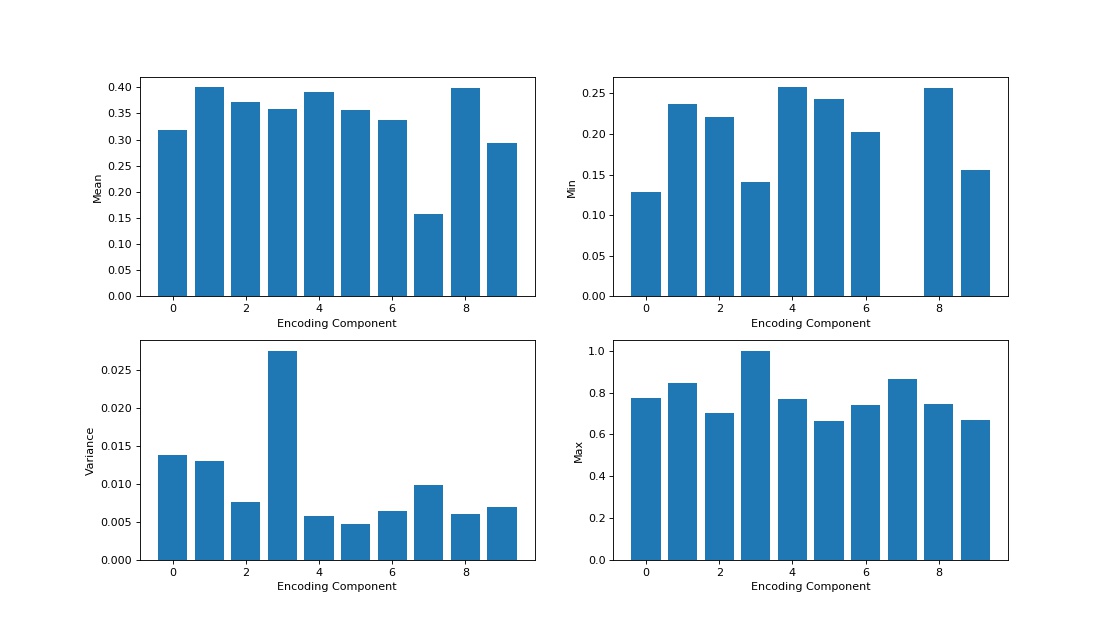 0.40
0.35
0.30
0.25
0.20
0.15
0.10
0.05
0.00
Mean
0 2 4 6 8
Encoding Component
0.25
0.20
0.15
0.10
0.05
0.00
Min
0 2 4 6 8
Encoding Component
0.025
0.020
0.015
0.010
0.005
0.000
Variance
0 2 4 6 8
Encoding Component
1.0
0.8
0.6
0.4
0.2
0.0
Max
0 2 4 6 8
Encoding Component